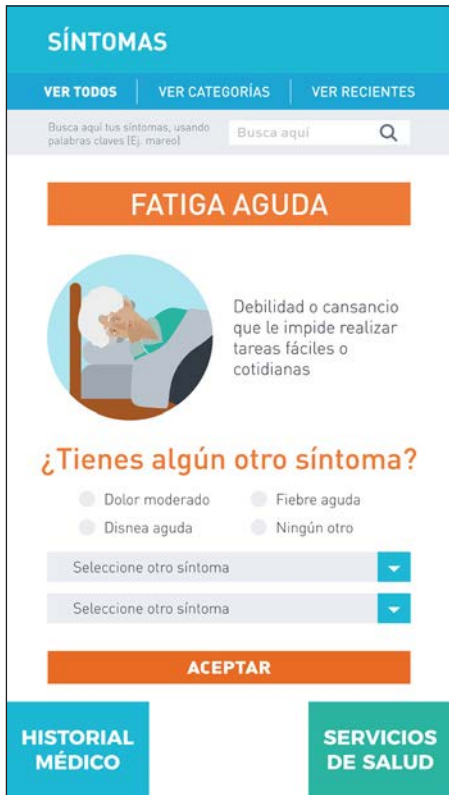 SÍNTOMAS
VER TODOS VER CATEGORÍAS VER RECIENTES
Busca aquí tus síntomas, usando
palabras claves [Ej. mareo]
Busca aquí
FATIGA AGUDA
Debilidad o cansancio
que le impide realizar
tareas fáciles o
cotidianas
¿Tienes algún otro síntoma?
Dolor moderado Fiebre aguda
Disnea aguda Ningún otro
Seleccione otro síntoma
Seleccione otro síntoma
ACEPTAR
HISTORIAL
MÉDICO
SERVICIOS
DE SALUD